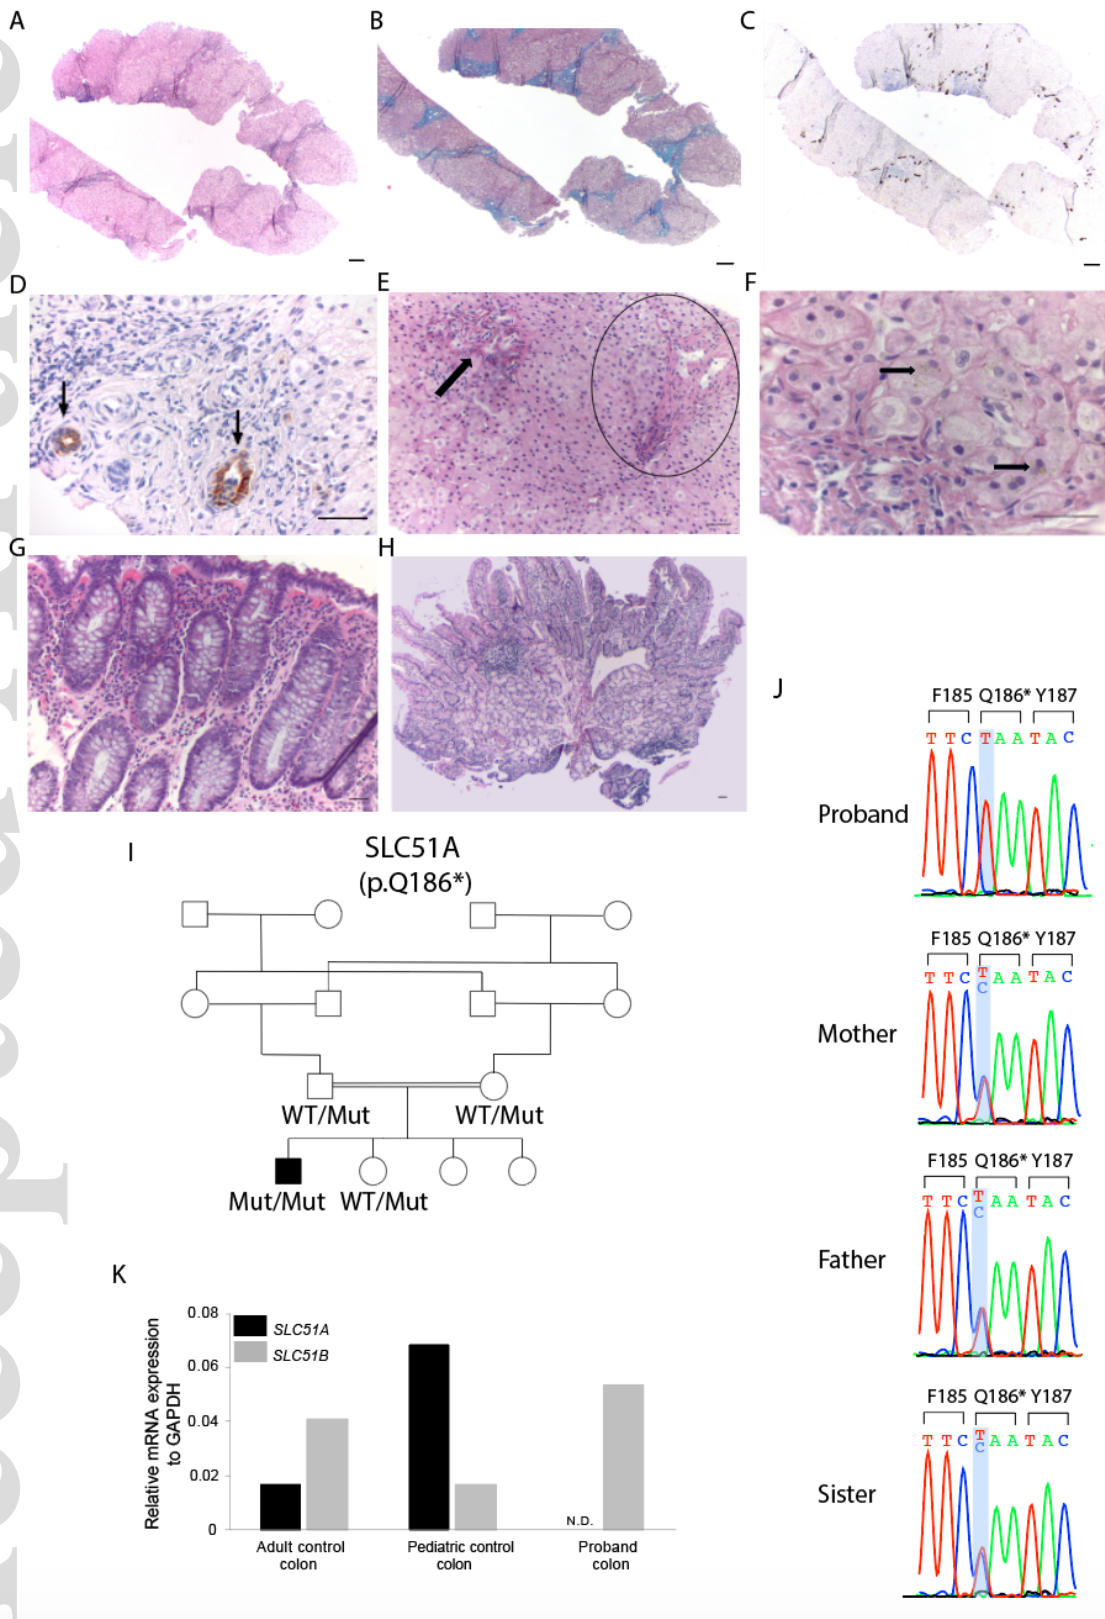 A
B
C
D
E
F
G
H
I
SLC51A
(p.Q186*)
WT/Mut
WT/Mut
Mut/Mut
WT/Mut
J
F185 Q186* Y187
T T C T A A T A C
Proband
F185 Q186* Y187
T T C T A A T A C
C
Mother
F185 Q186* Y187
T T C T A A T A C
C
Father
F185 Q186* Y187
T T C T A A T A C
C
Sister
K
Relative mRNA expression
to GAPDH
0.08
0.06
0.04
0.02
0
SLC51A
SLC51B
N.D.
Adult control
colon
Pediatric control
colon
Proband
colon